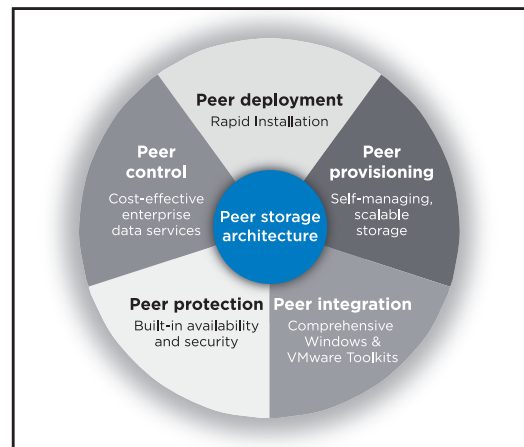 Peer deployment
Rapid Installation
Peer
provisioning
Self-managing,
scalable
storage
Peer integration
Comprehensive
Windows &
VMware Toolkits
Peer protection
Built-in availability
and security
Peer
control
Cost-effective
enterprise
data services
Peer storage
architecture